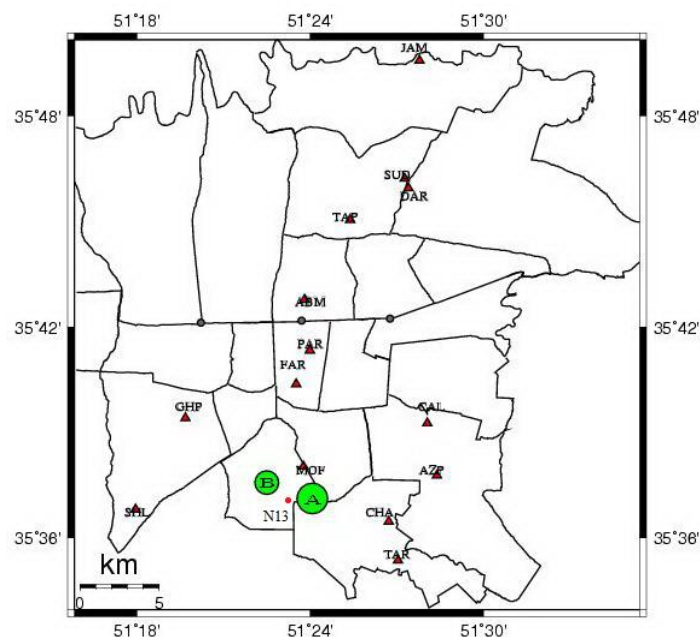 51°18' 51°24' 51°30'
JAM
35°48' 35°48'
SUD
DAR
TAP
ABM
35°42' 35°42'
PAR
FAR
GHP
CAL
MOF
AZP
B
A
SHL
N13
CHA
35°36' 35°36'
TAR
km
0 5
51°18' 51°24' 51°30'